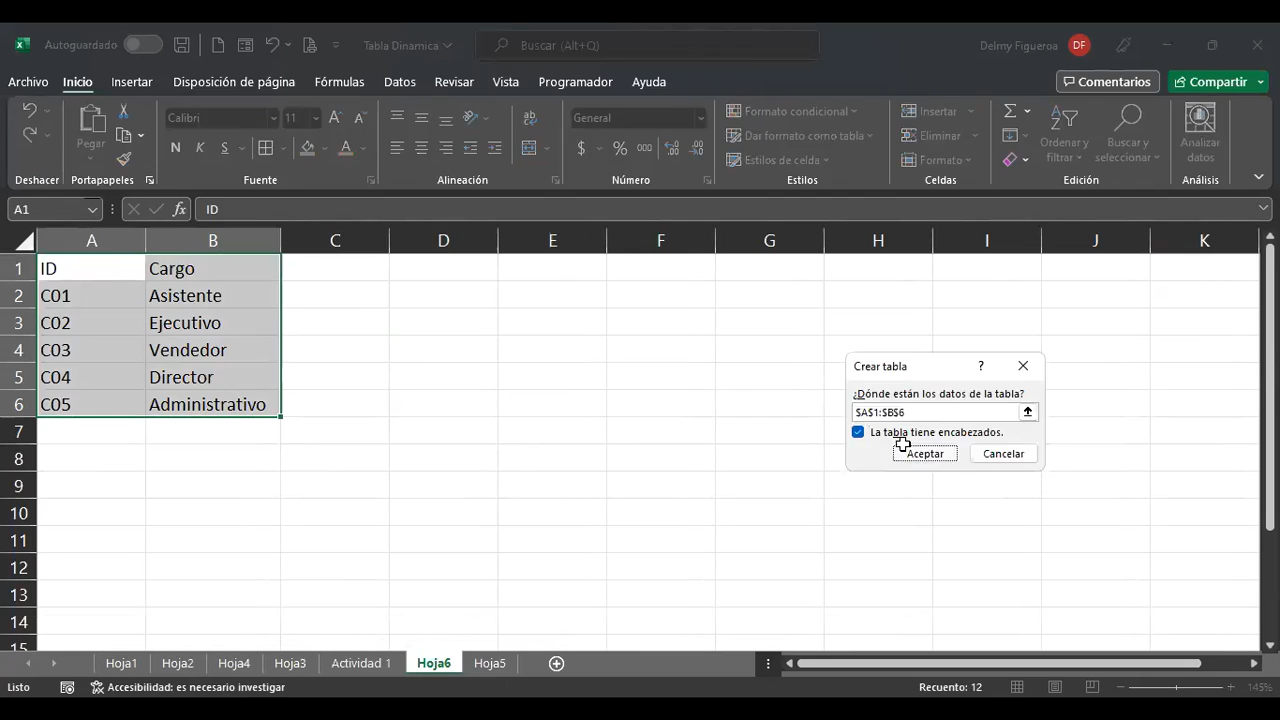 Autoguardado
Tabla Dinamica
Buscar (Alt+Q)
Delmy Figueroa
DF
Archivo Inicio Insertar Disposición de página Fórmulas Datos Revisar Vista Programador Ayuda
Comentarios
Compartir
Pegar
Calibri
11
N K S
A
ab
General
$ % 000
Formato condicional
Dar formato como tabla
Estilos de celda
Insertar
Eliminar
Formato
Ordenar y filtrar
Buscar y seleccionar
Analizar datos
Deshacer Portapapeles Fuente Alineación Número Estilos Celdas Edición Análisis
A1
fx
ID
A B C D E F G H I J K
1 ID Cargo
2 C01 Asistente
3 C02 Ejecutivo
4 C03 Vendedor
5 C04 Director
6 C05 Administrativo
7
8
9
10
11
12
13
14
15
Crear tabla
?
¿Dónde están los datos de la tabla?
$A$1:$B$6
La tabla tiene encabezados.
Aceptar Cancelar
Hoja1 Hoja2 Hoja4 Hoja3 Actividad 1 Hoja6 Hoja5
Listo
Accesibilidad: es necesario investigar
Recuento: 12
145%